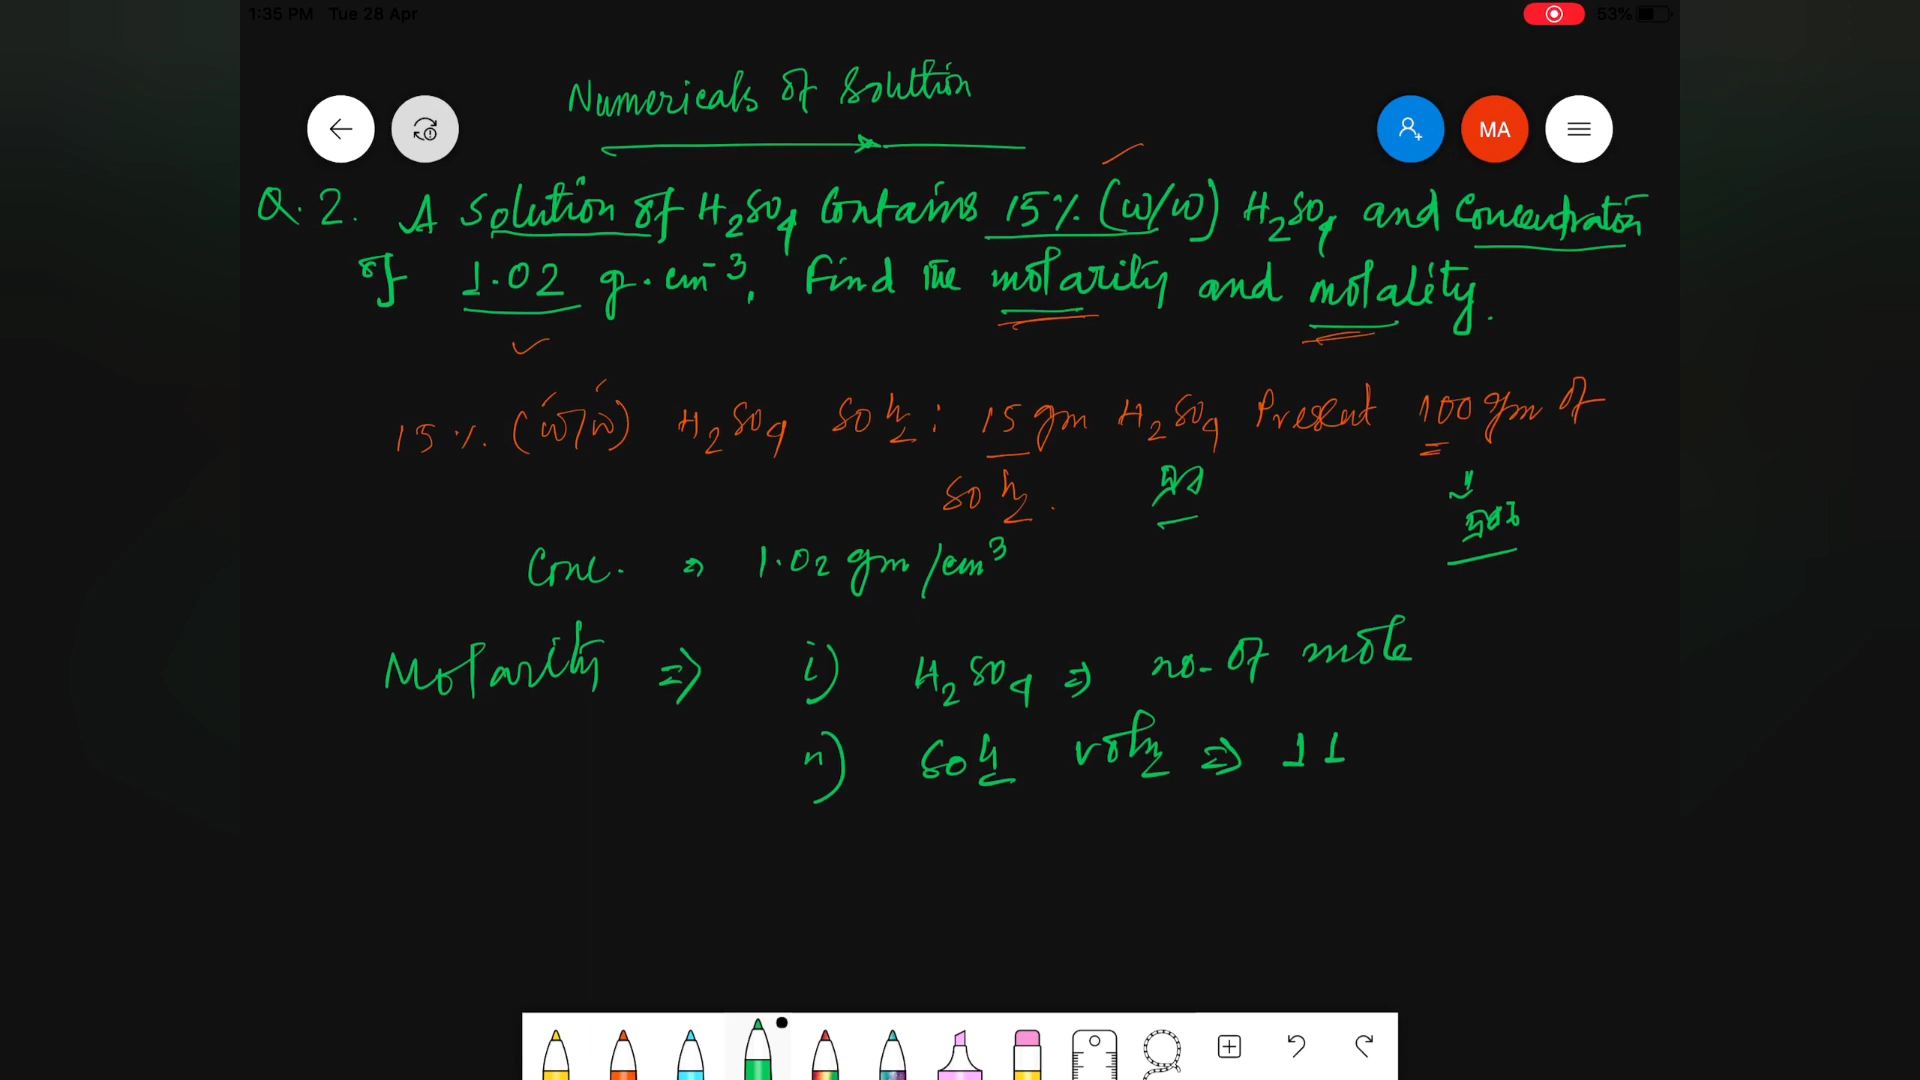 1:35 PM Tue 28 Apr
53%
Numericals of Solution
MA
Q. 2. A solution of H₂SO₄ Contains 15% (w/w) H₂SO₄ and Concentration
of 1.02 g.cm⁻³. Find the molarity and molality.
15% (w/w) H₂SO₄ Solⁿ: 15 gm H₂SO₄ Present 100 gm of
Solⁿ.
Conc. ⇒ 1.02 gm/cm³
Molarity ⇒ i) H₂SO₄ ⇒ no. of mole
ii) Solⁿ volᵐ ⇒ 1 L